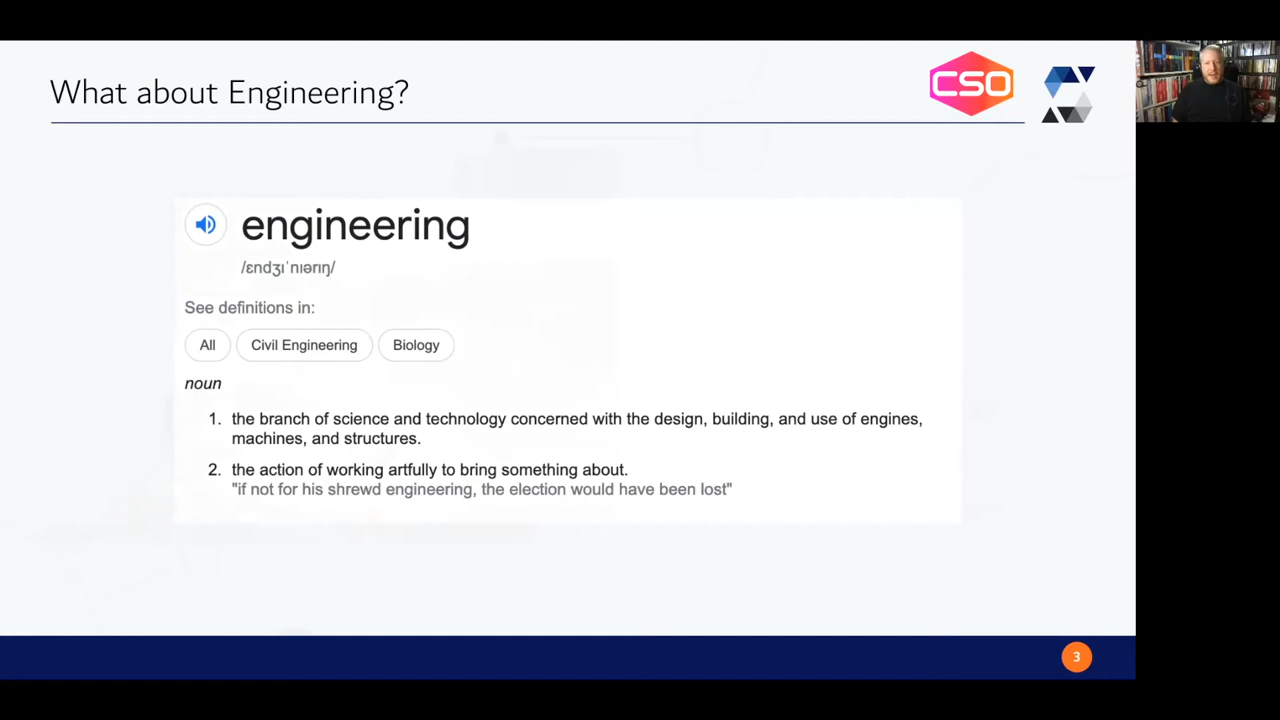 What about Engineering?
CSO
engineering
/ɛndʒɪˈnɪərɪŋ/
See definitions in:
All
Civil Engineering
Biology
noun
1. the branch of science and technology concerned with the design, building, and use of engines,
machines, and structures.
2. the action of working artfully to bring something about.
"if not for his shrewd engineering, the election would have been lost"
3